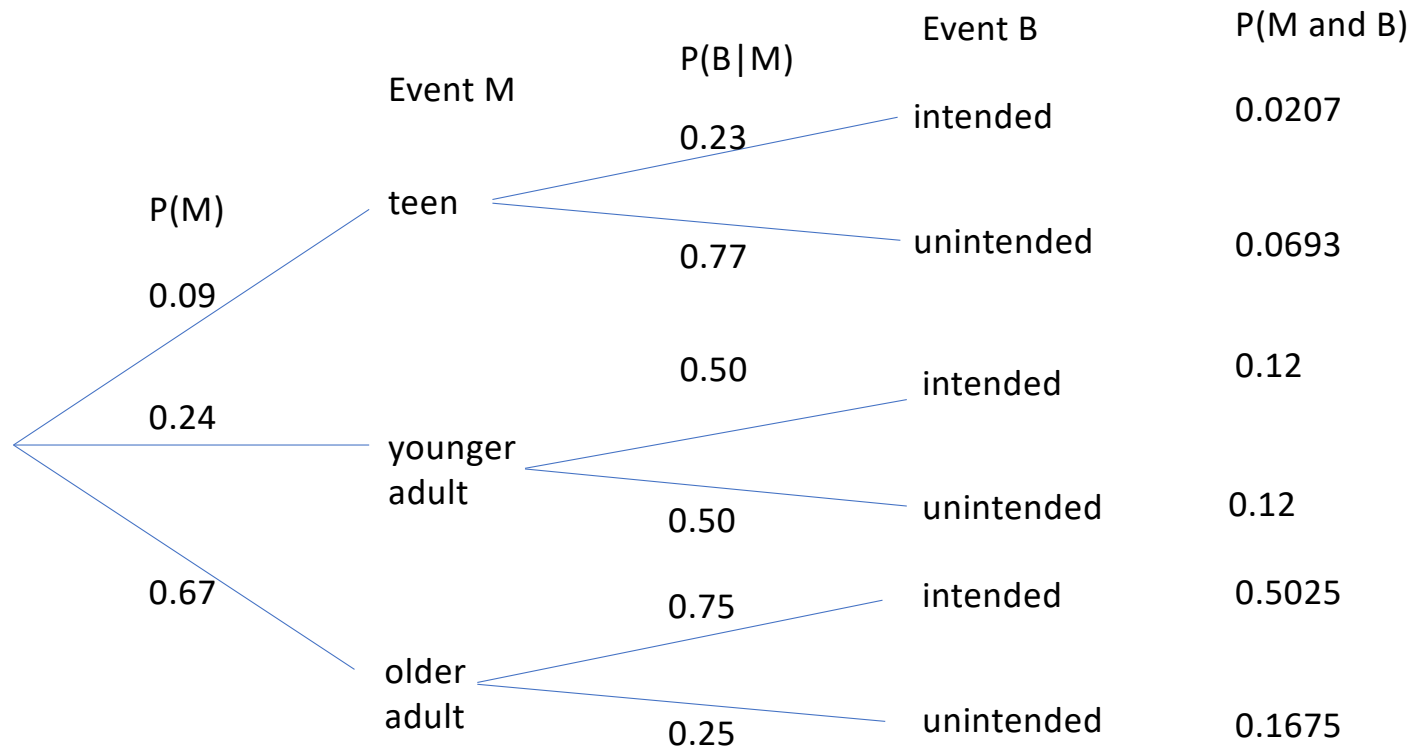 Event B
P(M and B)
P(B|M)
Event M
intended
0.0207
0.23
teen
P(M)
unintended
0.0693
0.77
0.09
0.50
0.12
intended
0.24
younger
adult
unintended
0.12
0.50
0.67
0.75
intended
0.5025
older
adult
unintended
0.1675
0.25